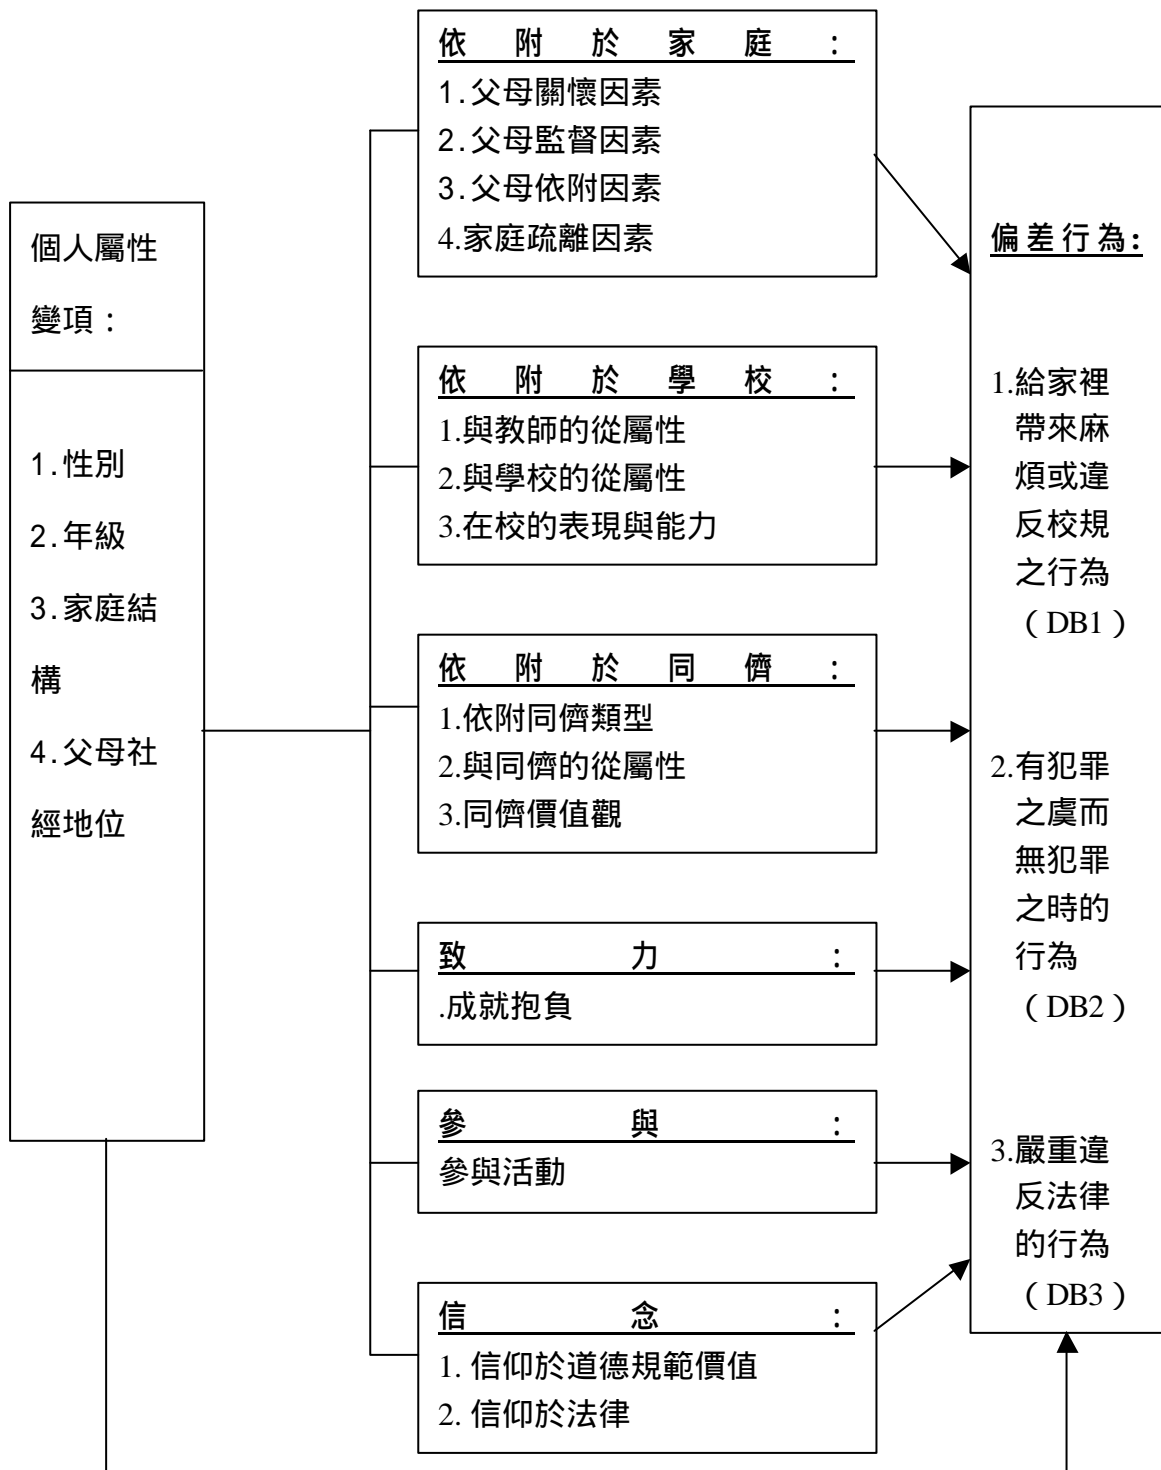 個人屬性
變項：
1.性別
2.年級
3.家庭結
構
4.父母社
經地位
依附於家庭：
1.父母關懷因素
2.父母監督因素
3.父母依附因素
4.家庭疏離因素
依附於學校：
1.與教師的從屬性
2.與學校的從屬性
3.在校的表現與能力
依附於同儕：
1.依附同儕類型
2.與同儕的從屬性
3.同儕價值觀
致力：
.成就抱負
參與：
參與活動
信念：
1. 信仰於道德規範價值
2. 信仰於法律
偏差行為:
1.給家裡
帶來麻
煩或違
反校規
之行為
（DB1）
2.有犯罪
之虞而
無犯罪
之時的
行為
（DB2）
3.嚴重違
反法律
的行為
（DB3）